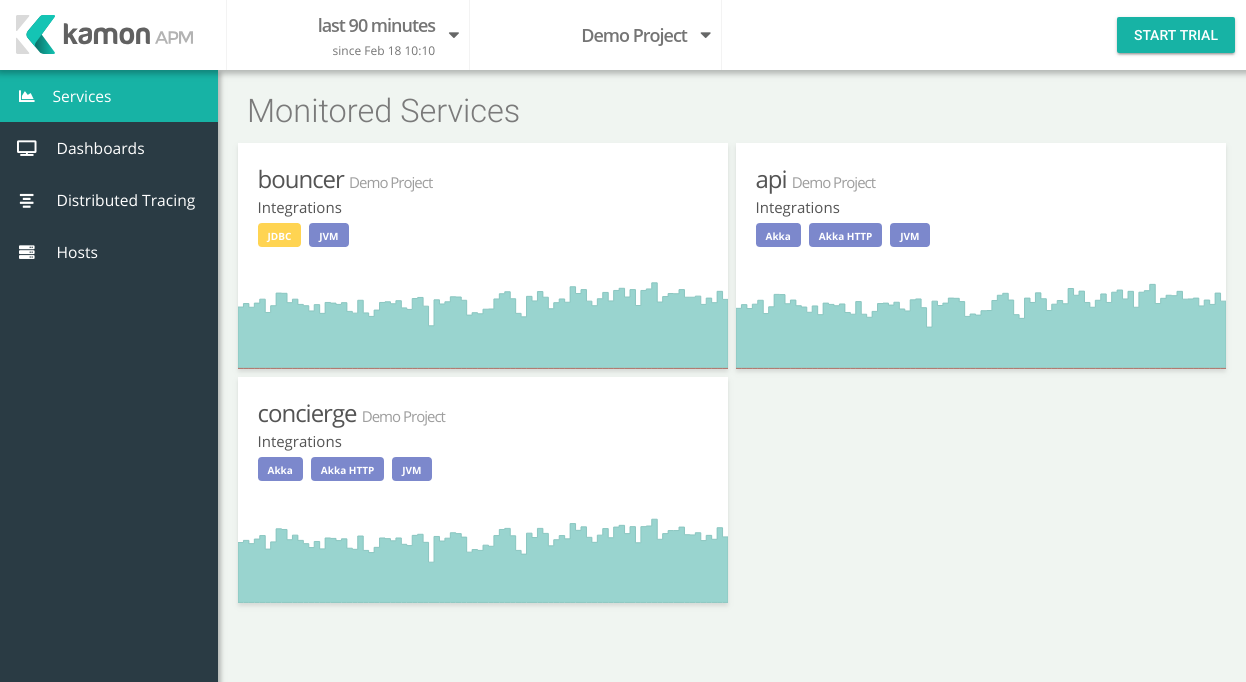 kamon APM
last 90 minutes
since Feb 18 10:10
Demo Project
START TRIAL
Services
Dashboards
Distributed Tracing
Hosts
Monitored Services
bouncer Demo Project
Integrations
JDBC JVM
api Demo Project
Integrations
Akka Akka HTTP JVM
concierge Demo Project
Integrations
Akka Akka HTTP JVM